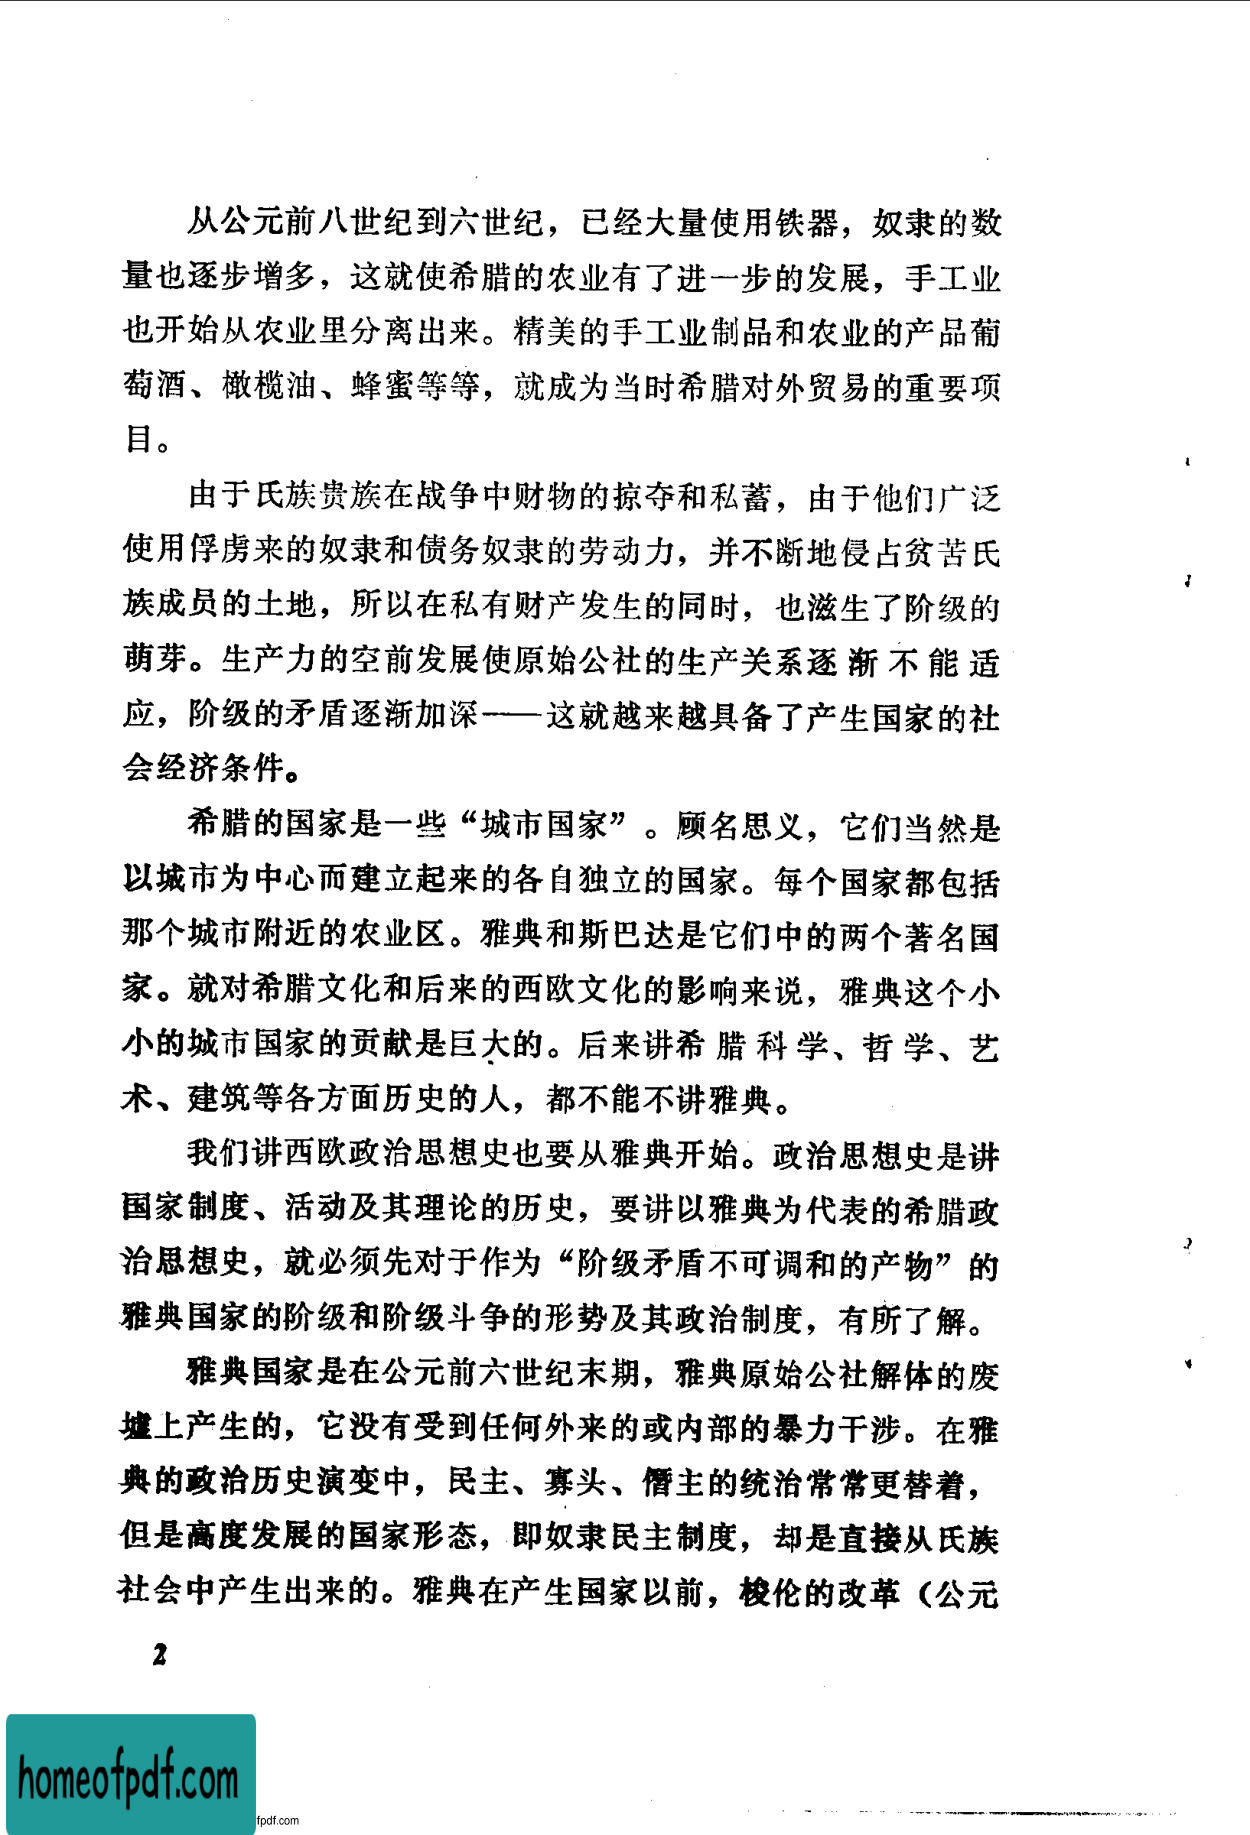 从公元前八世纪到六世纪，已经大量使用铁器，奴隶的数
量也逐步增多，这就使希腊的农业有了进一步的发展，手工业
也开始从农业里分离出来。精美的手工业制品和农业的产品葡
萄酒、橄榄油、蜂蜜等等，就成为当时希腊对外贸易的重要项
目。
由于氏族贵族在战争中财物的掠夺和私蓄，由于他们广泛
使用俘虏来的奴隶和债务奴隶的劳动力，并不断地侵占贫苦氏
族成员的土地，所以在私有财产发生的同时，也滋生了阶级的
萌芽。生产力的空前发展使原始公社的生产关系逐渐不能适
应，阶级的矛盾逐渐加深——这就越来越具备了产生国家的社
会经济条件。
希腊的国家是一些“城市国家”。顾名思义，它们当然是
以城市为中心而建立起来的各自独立的国家。每个国家都包括
那个城市附近的农业区。雅典和斯巴达是它们中的两个著名国
家。就对希腊文化和后来的西欧文化的影响来说，雅典这个小
小的城市国家的贡献是巨大的。后来讲希腊科学、哲学、艺
术、建筑等各方面历史的人，都不能不讲雅典。
我们讲西欧政治思想史也要从雅典开始。政治思想史是讲
国家制度、活动及其理论的历史，要讲以雅典为代表的希腊政
治思想史，就必须先对于作为“阶级矛盾不可调和的产物”的
雅典国家的阶级和阶级斗争的形势及其政治制度，有所了解。
雅典国家是在公元前六世纪末期，雅典原始公社解体的废
墟上产生的，它没有受到任何外来的或内部的暴力干涉。在雅
典的政治历史演变中，民主、寡头、僭主的统治常常更替着，
但是高度发展的国家形态，即奴隶民主制度，却是直接从氏族
社会中产生出来的。雅典在产生国家以前，梭伦的改革（公元
2
homeofpdf.com
fpdf.com